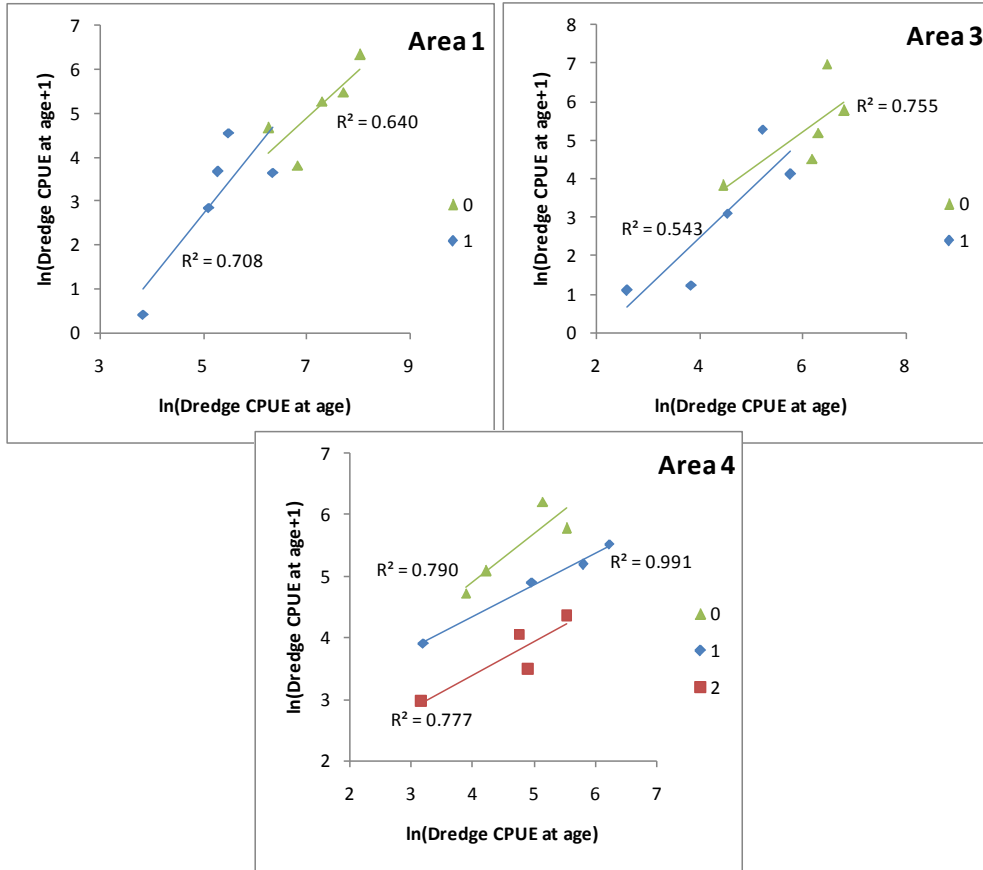 Area 1
ln(Dredge CPUE at age+1)
7
6
5
4
3
2
1
0
R² = 0.640
R² = 0.708
0
1
3
5
7
9
ln(Dredge CPUE at age)
Area 3
ln(Dredge CPUE at age+1)
8
7
6
5
4
3
2
1
0
R² = 0.755
R² = 0.543
0
1
2
4
6
8
ln(Dredge CPUE at age)
Area 4
ln(Dredge CPUE at age+1)
7
6
5
4
3
2
R² = 0.790
R² = 0.991
R² = 0.777
0
1
2
2
3
4
5
6
7
ln(Dredge CPUE at age)